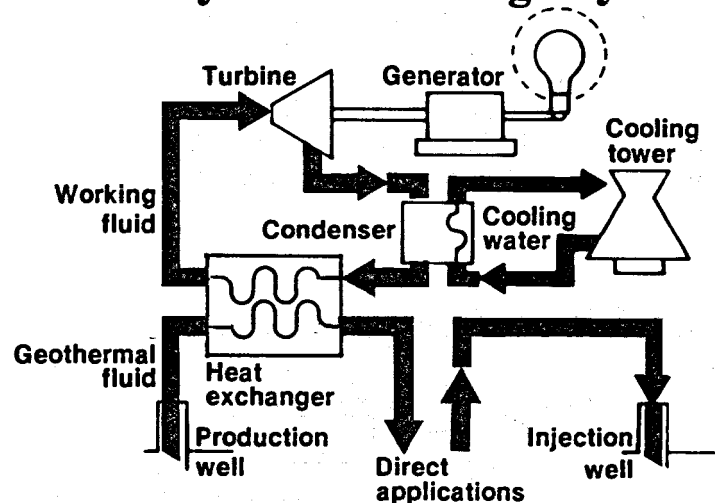 Turbine
Generator
Cooling
tower
Working
fluid
Condenser
Cooling
water
Geothermal
fluid
Heat
exchanger
Production
well
Direct
applications
Injection
well